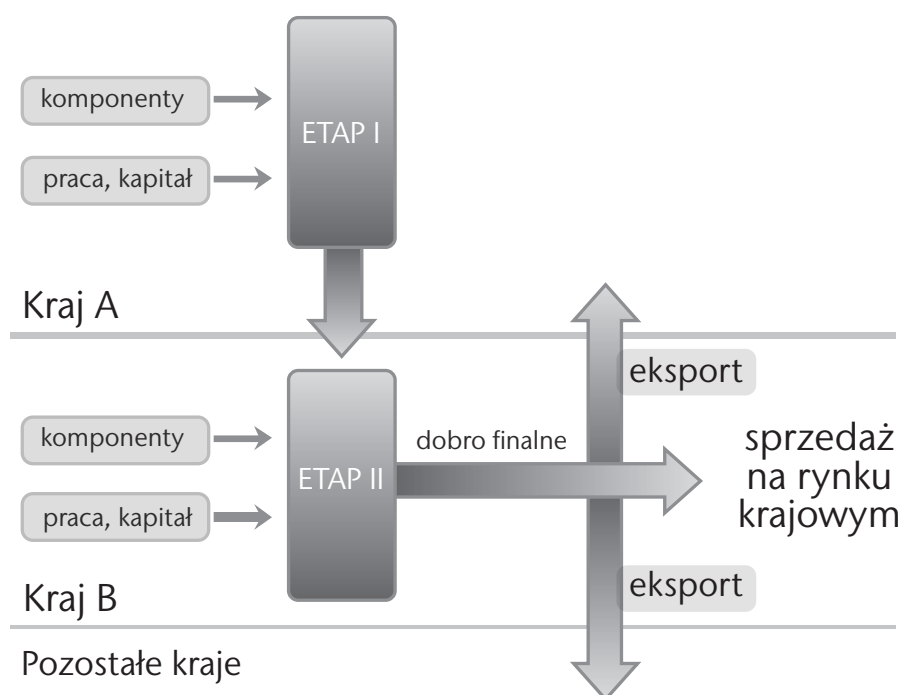 komponenty
ETAP I
praca, kapitał
Kraj A
eksport
komponenty
dobro finalne
sprzedaż
na rynku
krajowym
ETAP II
praca, kapitał
eksport
Kraj B
Pozostałe kraje